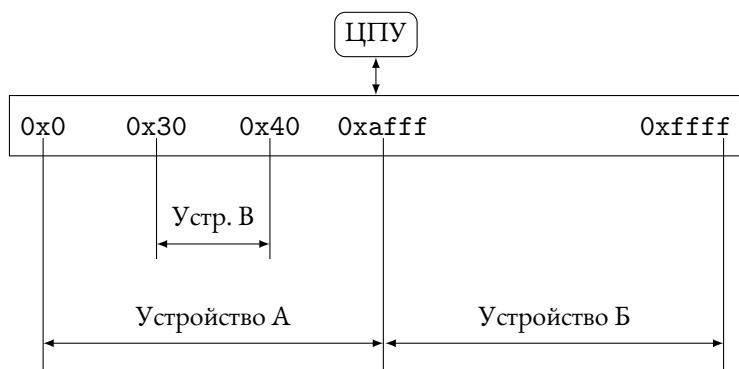 ЦПУ
0x0 0x30 0x40 0xafff 0xffff
Устр. В
Устройство А Устройство Б